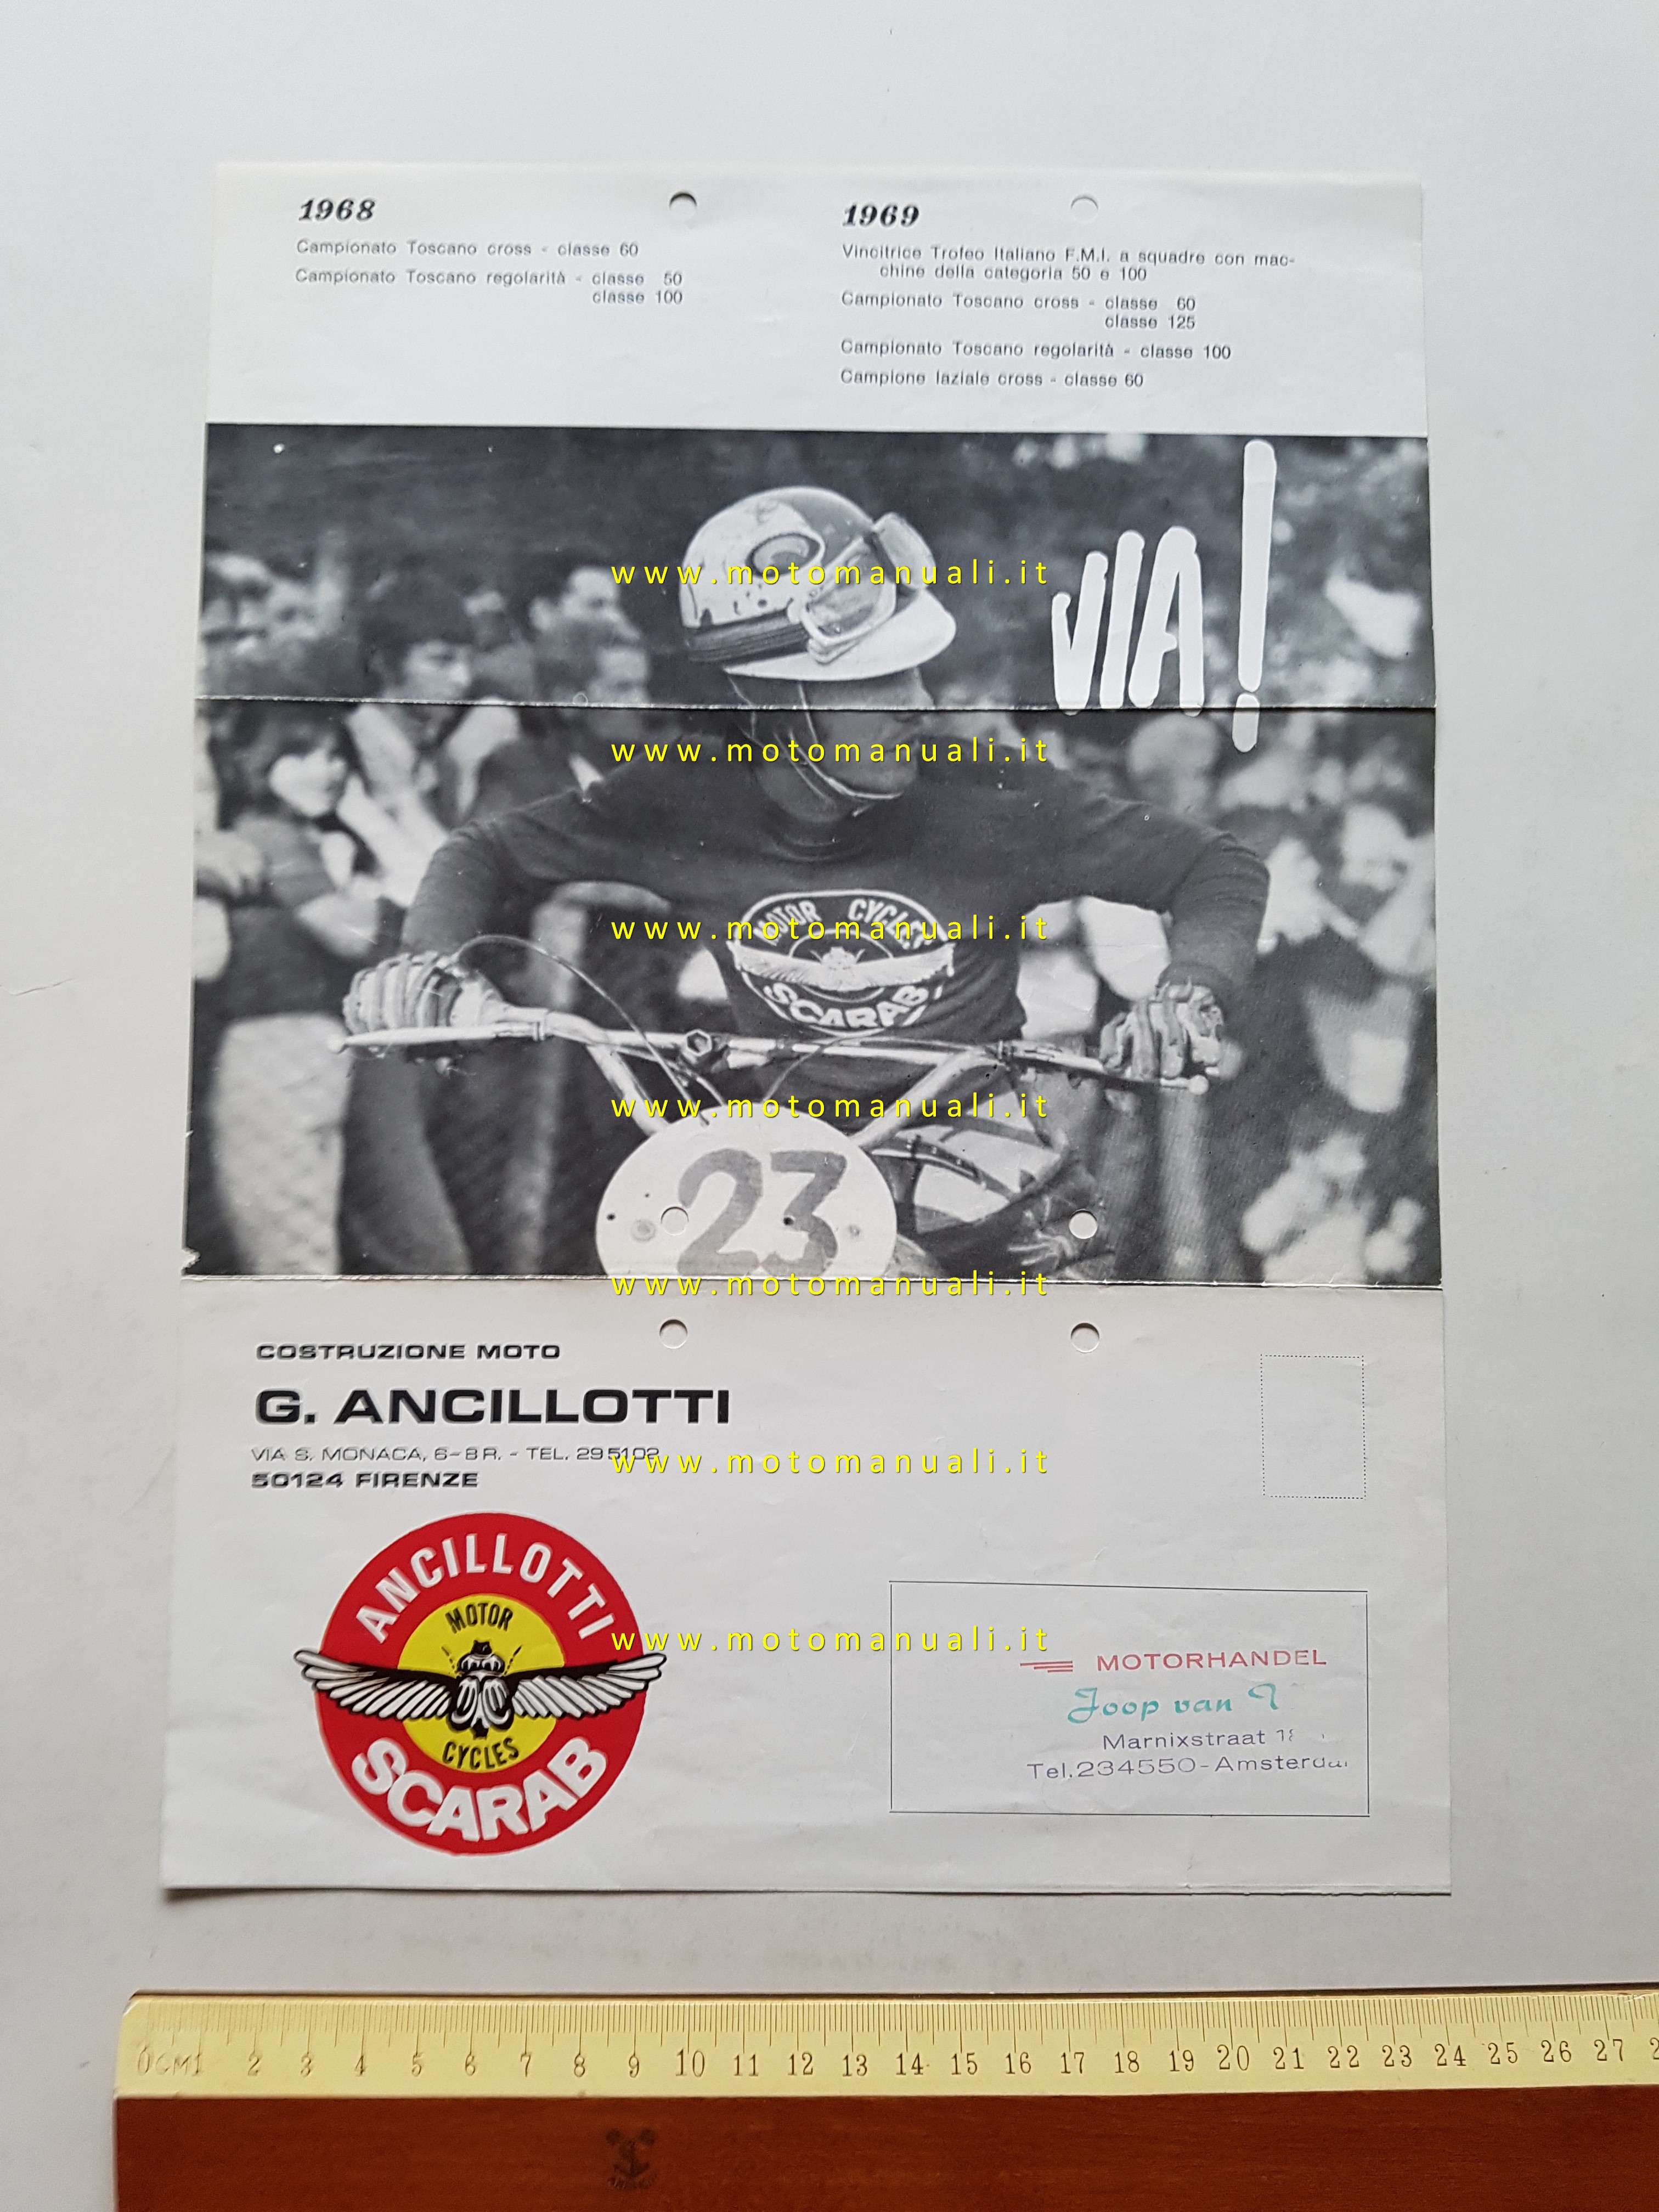 1968
Campionato Toscano cross - classe 60
Campionato Toscano regolarità - classe 50
classe 100
1969
Vincitrice Trofeo Italiano F.M.I. a squadre con mac-
chine della categoria 50 e 100
Campionato Toscano cross - classe 60
classe 125
Campionato Toscano regolarità - classe 100
Campione laziale cross - classe 60
VIA!
www.motomanuali.it
www.motomanuali.it
MOTOR CYCLES
www.motomanuali.it
SCARAB
www.motomanuali.it
23
www.motomanuali.it
COSTRUZIONE MOTO
G. ANCILLOTTI
VIA S. MONACA, 6-8 R. - TEL. 295102
www.motomanuali.it
50124 FIRENZE
ANCILLOTTI
MOTOR
CYCLES
SCARAB
www.motomanuali.it
MOTORHANDEL
Joop van
Marnixstraat
Tel.234550-Amsterdam
0CM1 2 3 4 5 6 7 8 9 10 11 12 13 14 15 16 17 18 19 20 21 22 23 24 25 26 27